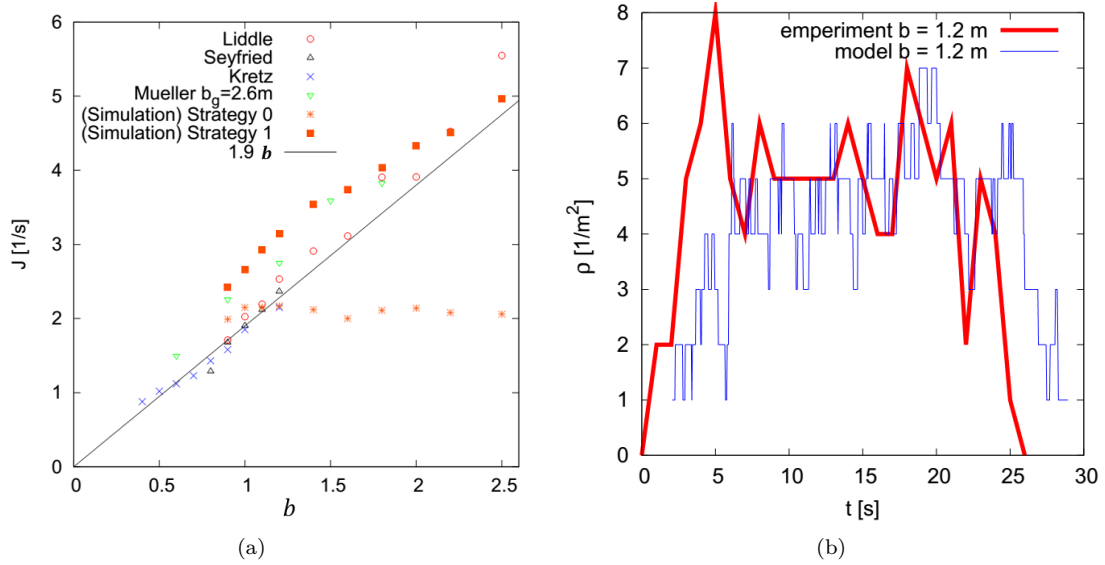 6
5
4
3
2
1
0
J [1/s]
Liddle
Seyfried
Kretz
Mueller b_g=2.6m
(Simulation) Strategy 0
(Simulation) Strategy 1
1.9 b
0
0.5
1
1.5
2
2.5
b
(a)
8
7
6
5
4
3
2
1
0
ρ [1/m²]
emperiment b = 1.2 m
model b = 1.2 m
0
5
10
15
20
25
30
t [s]
(b)